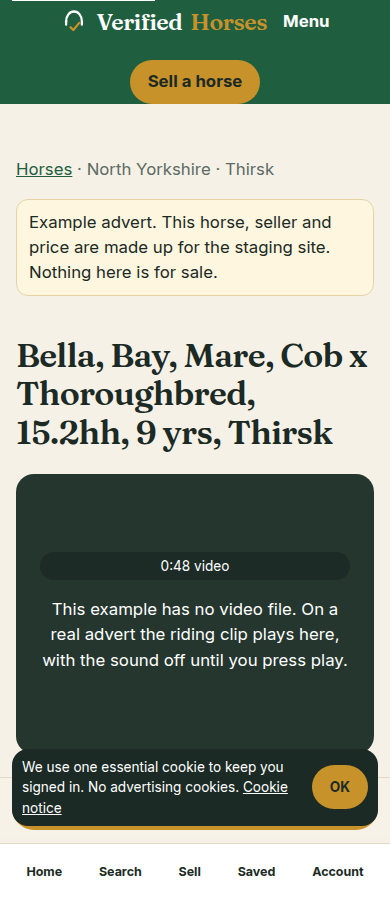 Verified Horses
Menu
Sell a horse
Horses · North Yorkshire · Thirsk
Example advert. This horse, seller and
price are made up for the staging site.
Nothing here is for sale.
Bella, Bay, Mare, Cob x
Thoroughbred,
15.2hh, 9 yrs, Thirsk
0:48 video
This example has no video file. On a
real advert the riding clip plays here,
with the sound off until you press play.
We use one essential cookie to keep you
signed in. No advertising cookies. Cookie
notice
OK
Home Search Sell Saved Account